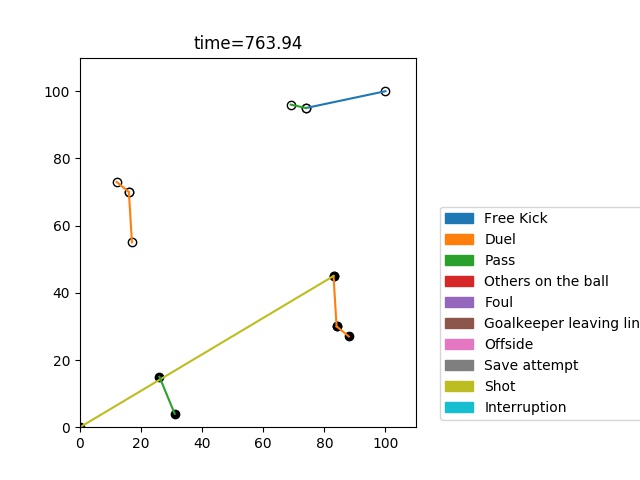 time=763.94
100
80
60
40
20
0
0 20 40 60 80 100
Free Kick
Duel
Pass
Others on the ball
Foul
Goalkeeper leaving lin
Offside
Save attempt
Shot
Interruption